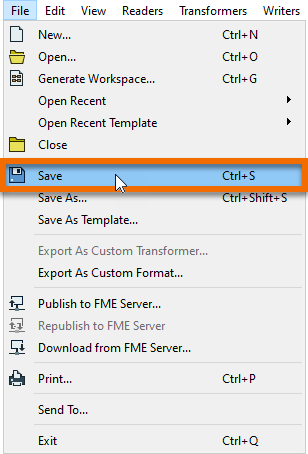 File Edit View Readers Transformers Writers
New... Ctrl+N
Open... Ctrl+O
Generate Workspace... Ctrl+G
Open Recent
Open Recent Template
Close
Save Ctrl+S
Save As... Ctrl+Shift+S
Save As Template...
Export As Custom Transformer...
Export As Custom Format...
Publish to FME Server...
Republish to FME Server
Download from FME Server...
Print... Ctrl+P
Send To...
Exit Ctrl+Q